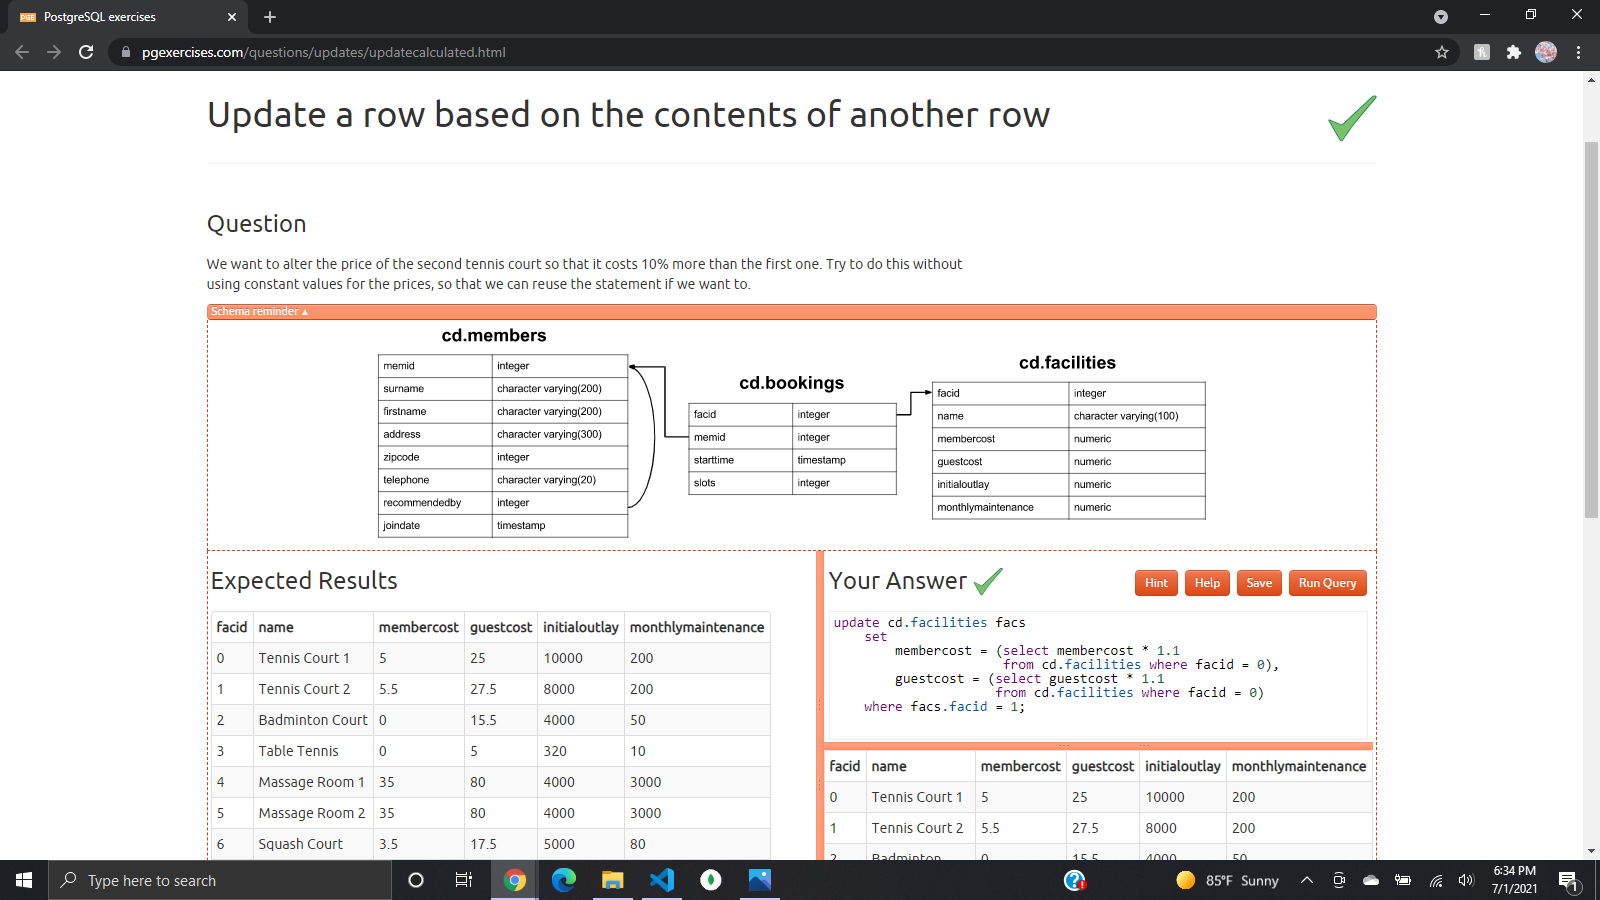 PGE PostgreSQL exercises
pgexercises.com/questions/updates/updatecalculated.html
Update a row based on the contents of another row
Question
We want to alter the price of the second tennis court so that it costs 10% more than the first one. Try to do this without
using constant values for the prices, so that we can reuse the statement if we want to.
Schema reminder
cd.members
memid integer
surname character varying(200)
firstname character varying(200)
address character varying(300)
zipcode integer
telephone character varying(20)
recommendedby integer
joindate timestamp
cd.bookings
facid integer
memid integer
starttime timestamp
slots integer
cd.facilities
facid integer
name character varying(100)
membercost numeric
guestcost numeric
initialoutlay numeric
monthlymaintenance numeric
Expected Results
facid name membercost guestcost initialoutlay monthlymaintenance
0 Tennis Court 1 5 25 10000 200
1 Tennis Court 2 5.5 27.5 8000 200
2 Badminton Court 0 15.5 4000 50
3 Table Tennis 0 5 320 10
4 Massage Room 1 35 80 4000 3000
5 Massage Room 2 35 80 4000 3000
6 Squash Court 3.5 17.5 5000 80
Your Answer
Hint Help Save Run Query
update cd.facilities facs
set
membercost = (select membercost * 1.1
from cd.facilities where facid = 0),
guestcost = (select guestcost * 1.1
from cd.facilities where facid = 0)
where facs.facid = 1;
facid name membercost guestcost initialoutlay monthlymaintenance
0 Tennis Court 1 5 25 10000 200
1 Tennis Court 2 5.5 27.5 8000 200
2 Badminton 0 15.5 4000 50
Type here to search
85°F Sunny
6:34 PM
7/1/2021
1